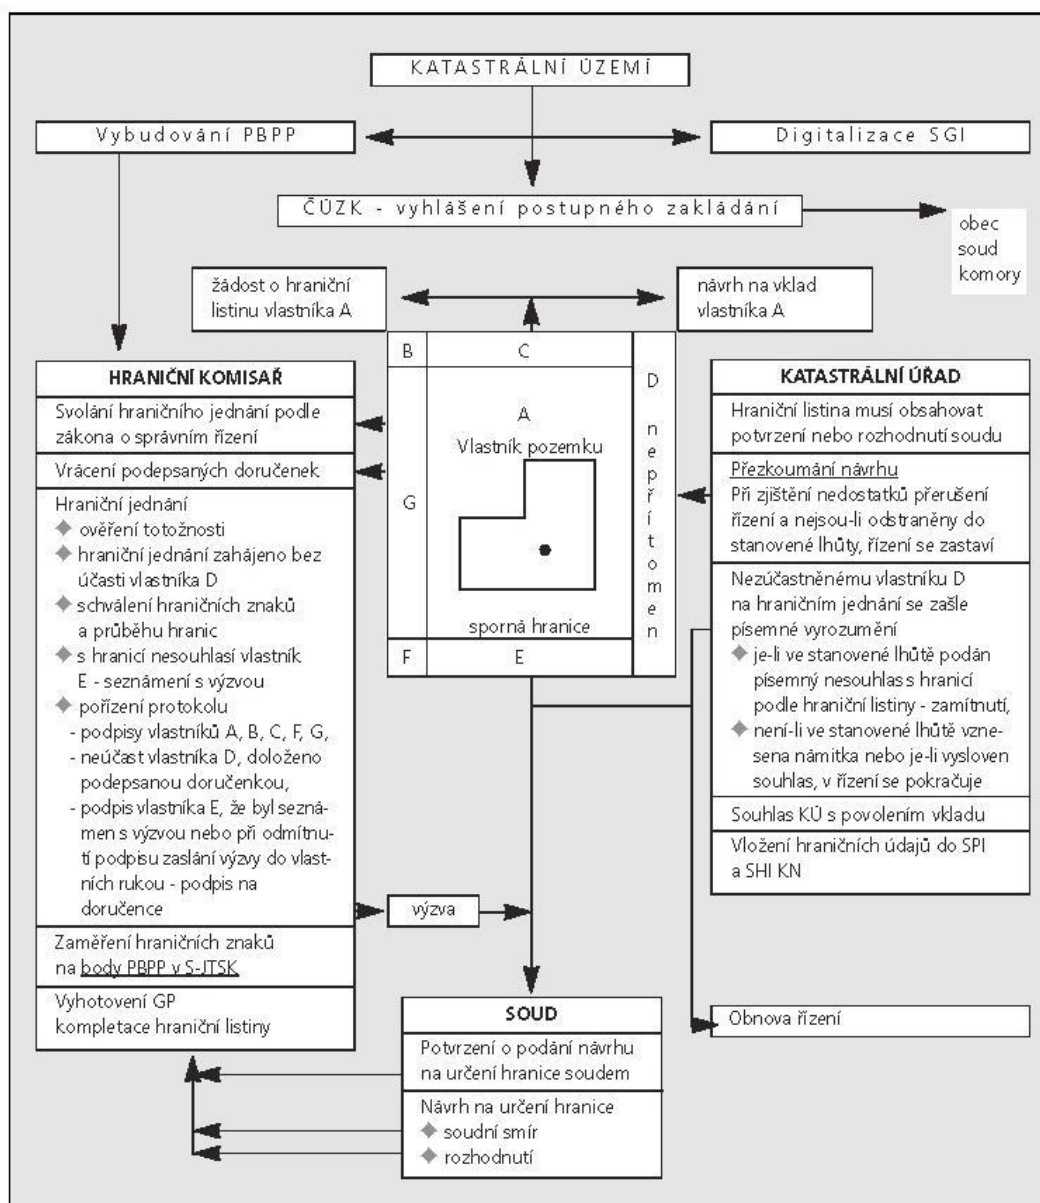 KATASTRÁLNÍ ÚZEMÍ
Vybudování PBPP
Digitalizace SGI
ČÚZK - vyhlášení postupného zakládání
obec
soud
komory
žádost o hraniční
listinu vlastníka A
návrh na vklad
vlastníka A
B
C
D nepřítomen
A
Vlastník pozemku
G
sporná hranice
F
E
HRANIČNÍ KOMISAŘ
Svolání hraničního jednání podle
zákona o správním řízení
Vrácení podepsaných doručenek
Hraniční jednání
ověření totožnosti
hraniční jednání zahájeno bez
účasti vlastníka D
schválení hraničních znaků
a průběhu hranic
s hranicí nesouhlasí vlastník
E - seznámení s výzvou
pořízení protokolu
- podpisy vlastníků A, B, C, F, G,
- neúčast vlastníka D, doloženo
podepsanou doručenkou,
- podpis vlastníka E, že byl sezná-
men s výzvou nebo při odmítnu-
tí podpisu zaslání výzvy do vlast-
ních rukou - podpis na
doručence
Zaměření hraničních znaků
na body PBPP v S-JTSK
Vyhotovení GP
kompletace hraniční listiny
výzva
KATASTRÁLNÍ ÚŘAD
Hraniční listina musí obsahovat
potvrzení nebo rozhodnutí soudu
Přezkoumání návrhu
Při zjištění nedostatků přerušení
řízení a nejsou-li odstraněny do
stanovené lhůty, řízení se zastaví
Nezúčastněnému vlastníku D
na hraničním jednání se zašle
písemné vyrozumění
je-li ve stanovené lhůtě podán
písemný nesouhlas s hranicí
podle hraniční listiny - zamítnutí,
není-li ve stanovené lhůtě vzne-
sena námitka nebo je-li vysloven
souhlas, v řízení se pokračuje
Souhlas KÚ s povolením vkladu
Vložení hraničních údajů do SPI
a SHI KN
SOUD
Potvrzení o podání návrhu
na určení hranice soudem
Návrh na určení hranice
soudní smír
rozhodnutí
Obnova řízení